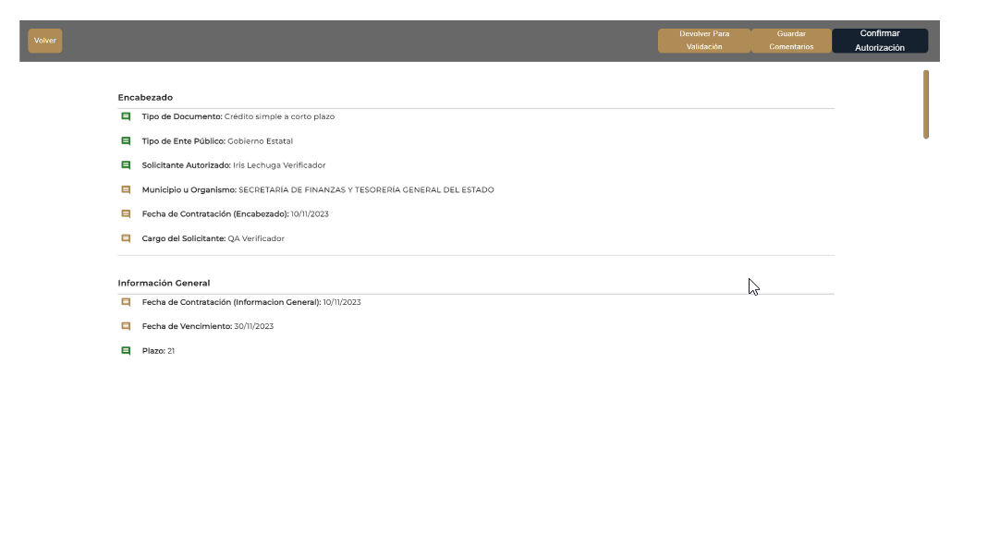 Volver
Devolver Para
Validación
Guardar
Comentarios
Confirmar
Autorización
Encabezado
Tipo de Documento: Crédito simple a corto plazo
Tipo de Ente Público: Gobierno Estatal
Solicitante Autorizado: Iris Lechuga Verificador
Municipio u Organismo: SECRETARÍA DE FINANZAS Y TESORERÍA GENERAL DEL ESTADO
Fecha de Contratación (Encabezado): 10/11/2023
Cargo del Solicitante: QA Verificador
Información General
Fecha de Contratación (Informacion General): 10/11/2023
Fecha de Vencimiento: 30/11/2023
Plazo: 21